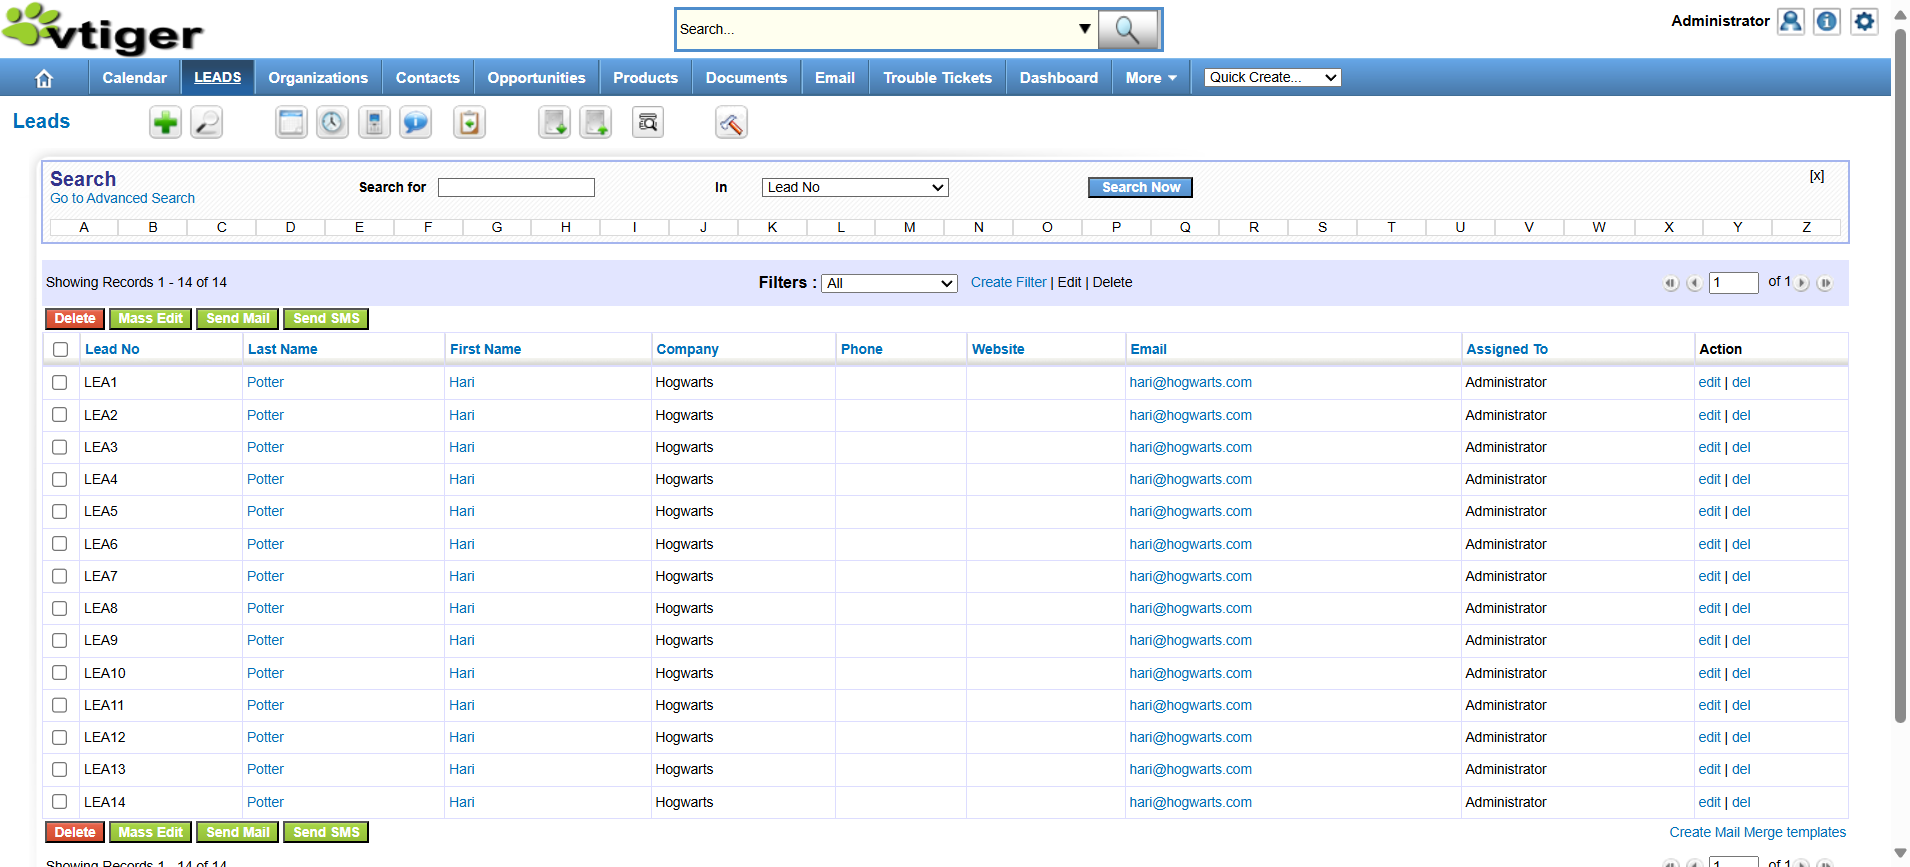 vtiger
Search...
Administrator
Calendar LEADS Organizations Contacts Opportunities Products Documents Email Trouble Tickets Dashboard More Quick Create...
Leads
Search
Go to Advanced Search
Search for In Lead No Search Now [x]
A B C D E F G H I J K L M N O P Q R S T U V W X Y Z
Showing Records 1 - 14 of 14 Filters : All Create Filter | Edit | Delete 1 of 1
Delete Mass Edit Send Mail Send SMS
Lead No Last Name First Name Company Phone Website Email Assigned To Action
LEA1 Potter Hari Hogwarts hari@hogwarts.com Administrator edit | del
LEA2 Potter Hari Hogwarts hari@hogwarts.com Administrator edit | del
LEA3 Potter Hari Hogwarts hari@hogwarts.com Administrator edit | del
LEA4 Potter Hari Hogwarts hari@hogwarts.com Administrator edit | del
LEA5 Potter Hari Hogwarts hari@hogwarts.com Administrator edit | del
LEA6 Potter Hari Hogwarts hari@hogwarts.com Administrator edit | del
LEA7 Potter Hari Hogwarts hari@hogwarts.com Administrator edit | del
LEA8 Potter Hari Hogwarts hari@hogwarts.com Administrator edit | del
LEA9 Potter Hari Hogwarts hari@hogwarts.com Administrator edit | del
LEA10 Potter Hari Hogwarts hari@hogwarts.com Administrator edit | del
LEA11 Potter Hari Hogwarts hari@hogwarts.com Administrator edit | del
LEA12 Potter Hari Hogwarts hari@hogwarts.com Administrator edit | del
LEA13 Potter Hari Hogwarts hari@hogwarts.com Administrator edit | del
LEA14 Potter Hari Hogwarts hari@hogwarts.com Administrator edit | del
Delete Mass Edit Send Mail Send SMS Create Mail Merge templates
Showing Records 1 - 14 of 14 1 of 1